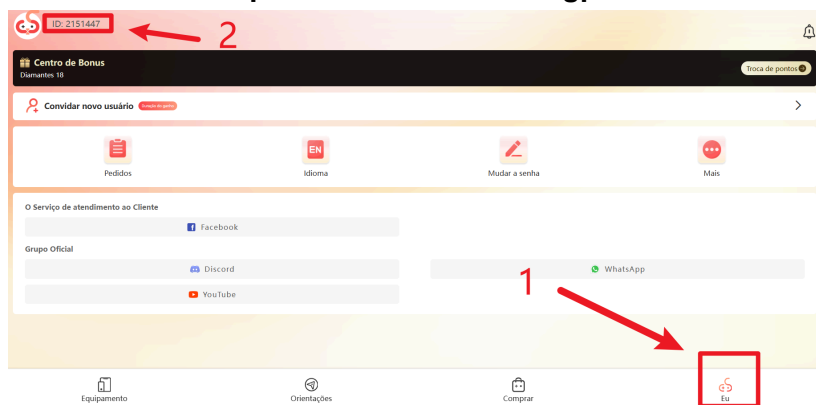 ID: 2151447
2
Centro de Bonus
Diamantes 18
Troca de pontos
Convidar novo usuário
EN
Pedidos
Idioma
Mudar a senha
Mais
O Serviço de atendimento ao Cliente
Facebook
Grupo Oficial
Discord
WhatsApp
YouTube
1
Equipamento
Orientações
Comprar
Eu